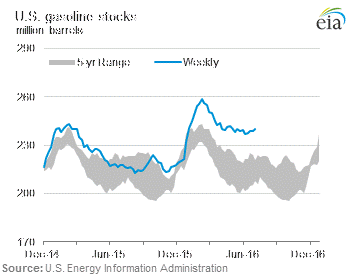 U.S. gasoline stocks
million barrels
eia
290
5-yr Range Weekly
260
230
200
170
Dec-14 Jun-15 Dec-15 Jun-16 Dec-16
Source: U.S. Energy Information Administration